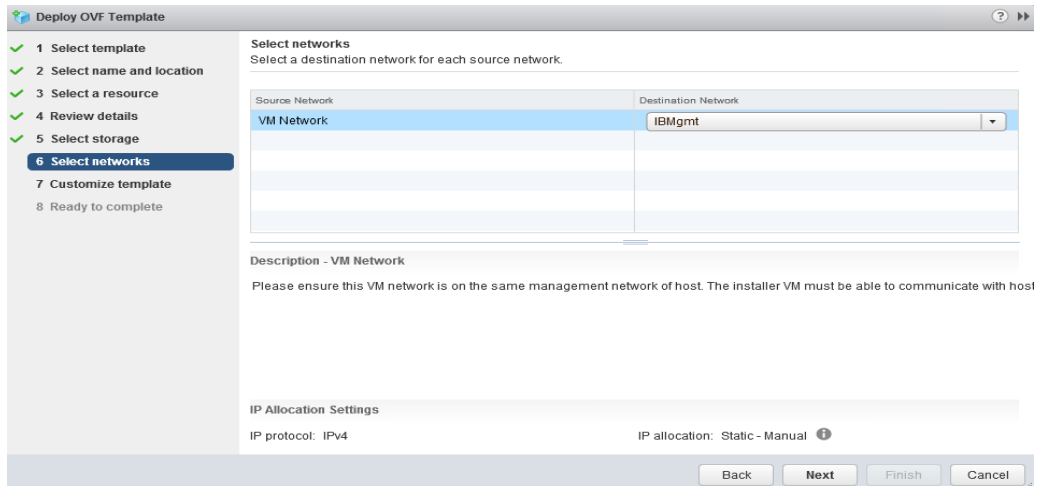 Deploy OVF Template
?
1 Select template
2 Select name and location
3 Select a resource
4 Review details
5 Select storage
6 Select networks
7 Customize template
8 Ready to complete
Select networks
Select a destination network for each source network.
Source Network Destination Network
VM Network IBMgmt
Description - VM Network
Please ensure this VM network is on the same management network of host. The installer VM must be able to communicate with host
IP Allocation Settings
IP protocol: IPv4 IP allocation: Static - Manual
Back Next Finish Cancel